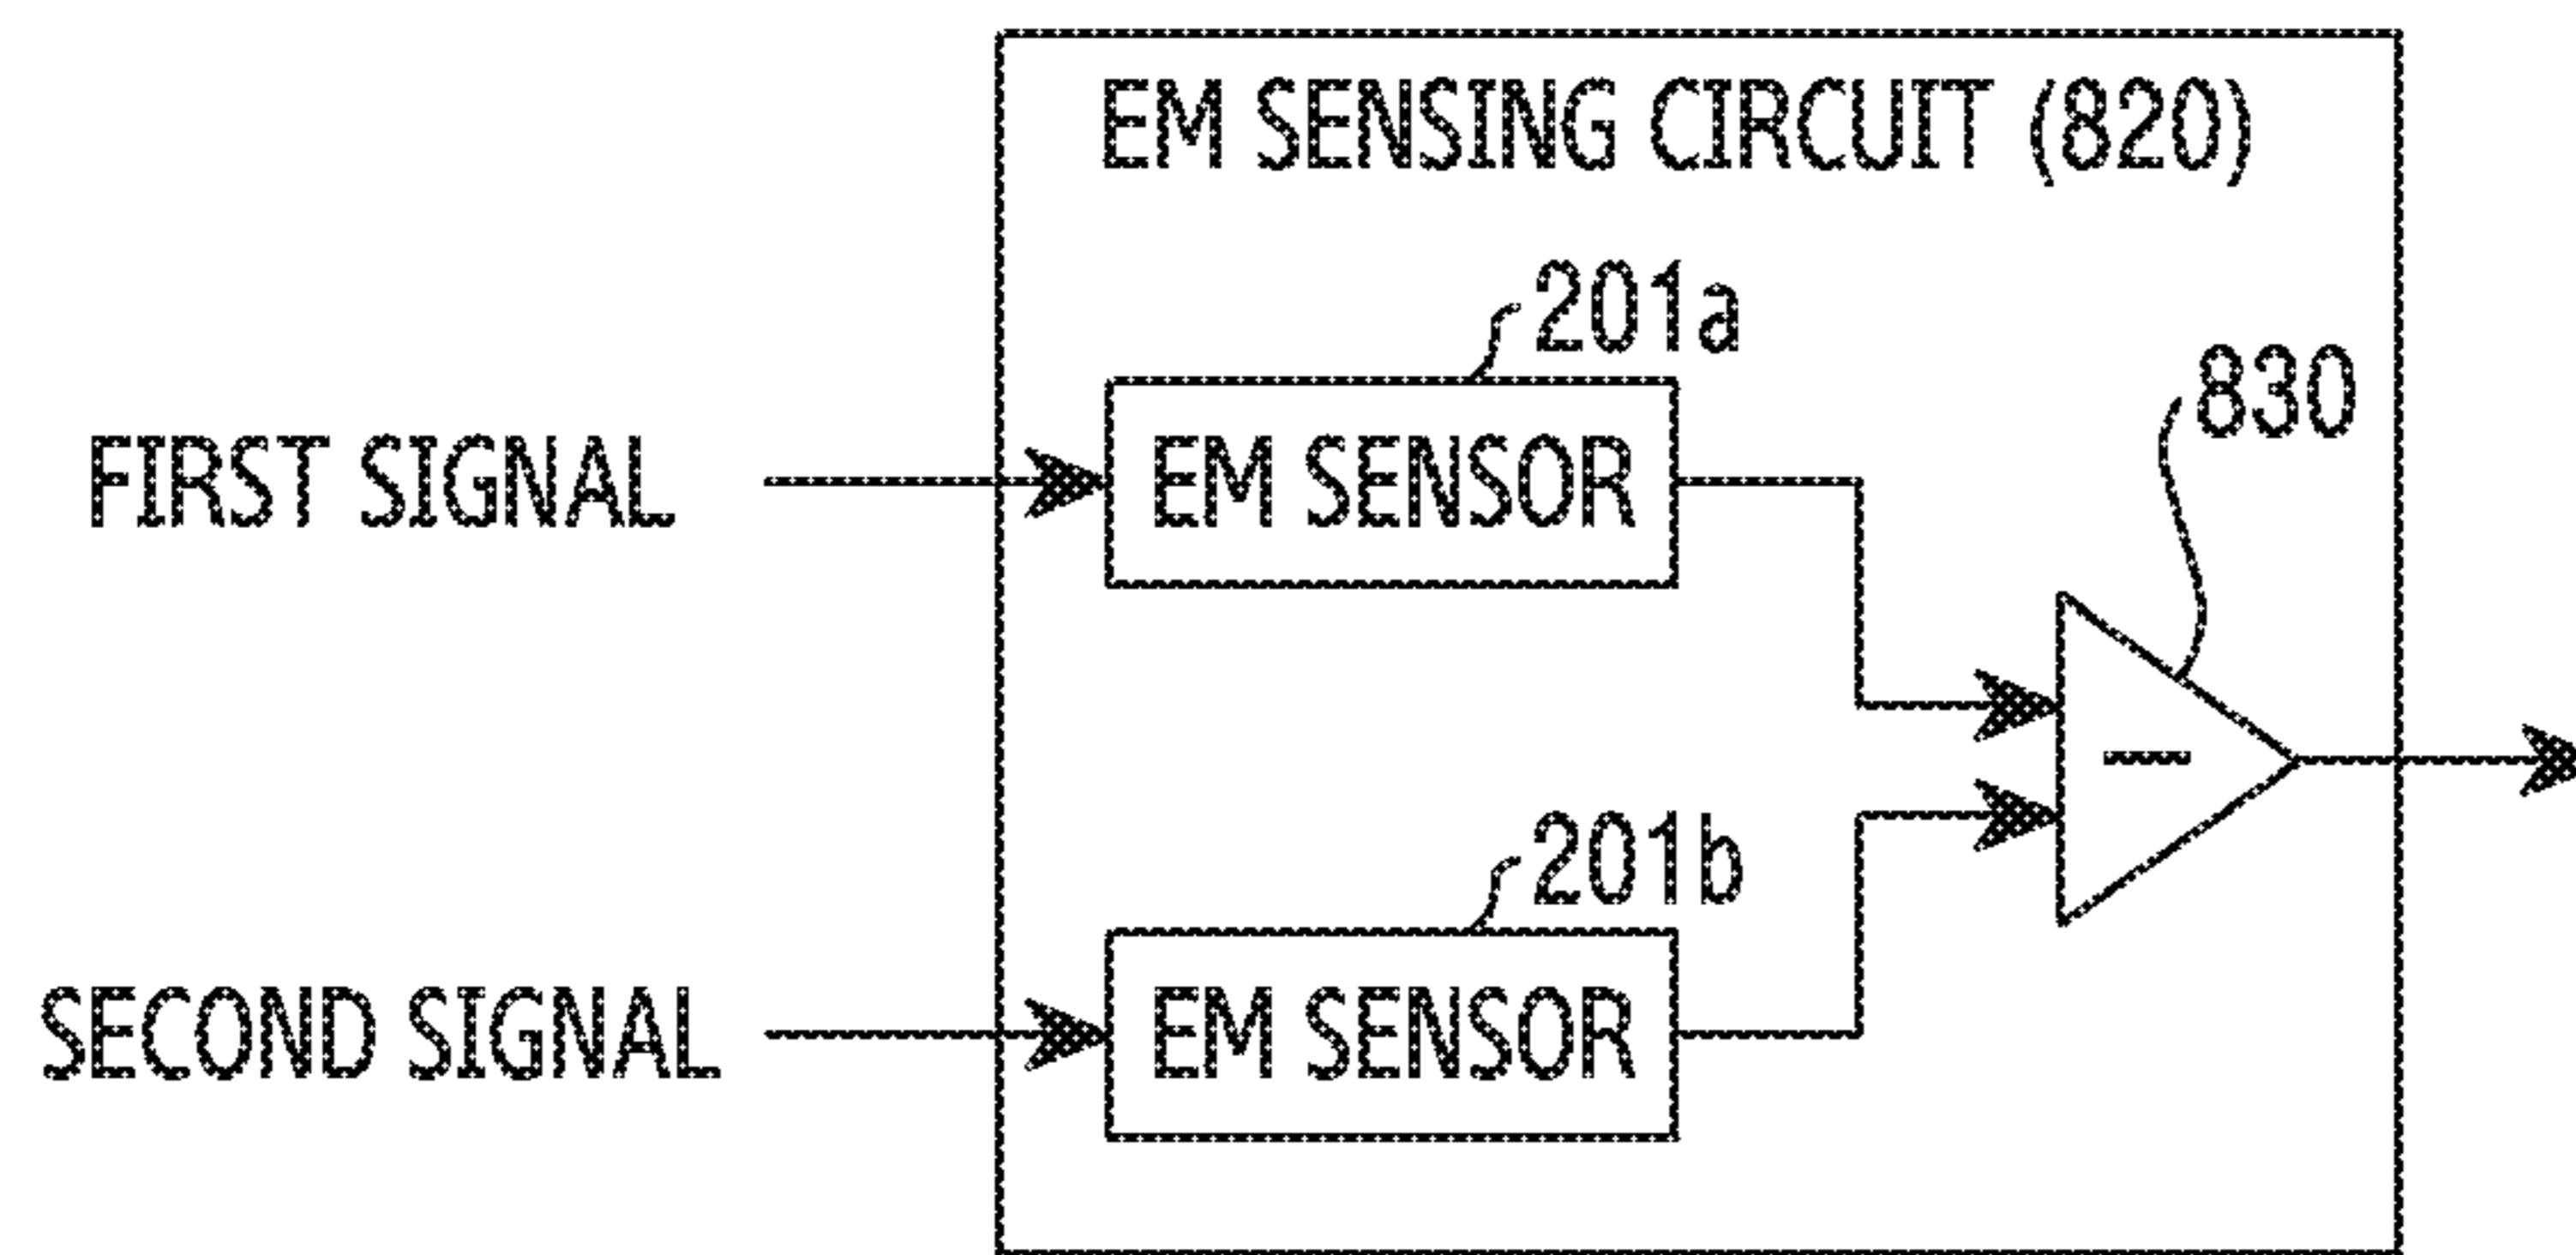 EM SENSING CIRCUIT (820)
201a
830
FIRST SIGNAL
EM SENSOR
201b
SECOND SIGNAL
EM SENSOR